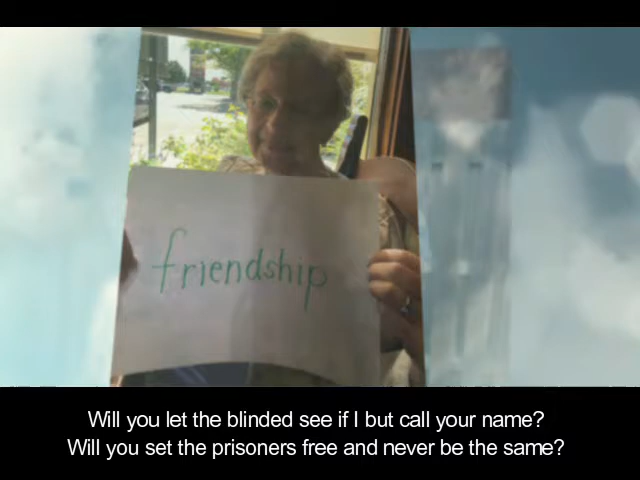 friendship
Will you let the blinded see if I but call your name?
Will you set the prisoners free and never be the same?